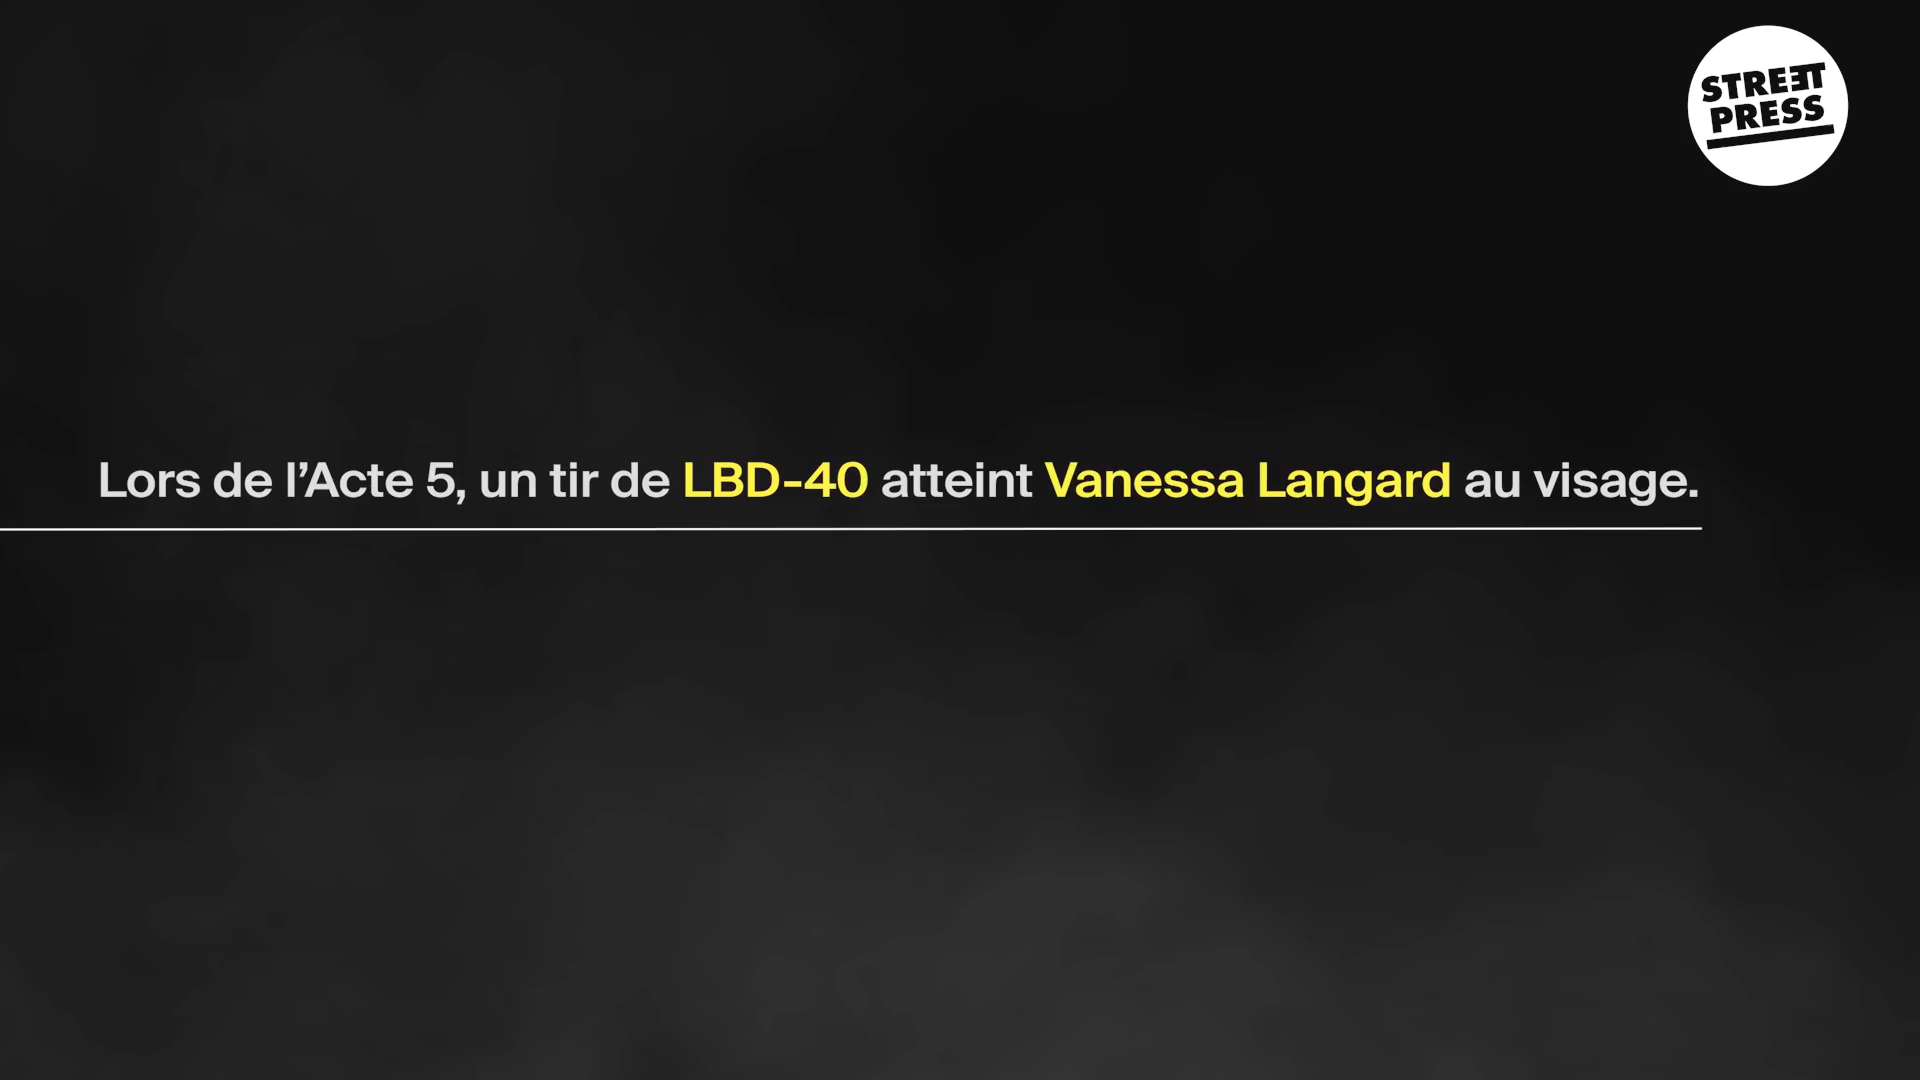 STREET
PRESS
Lors de l’Acte 5, un tir de LBD-40 atteint Vanessa Langard au visage.